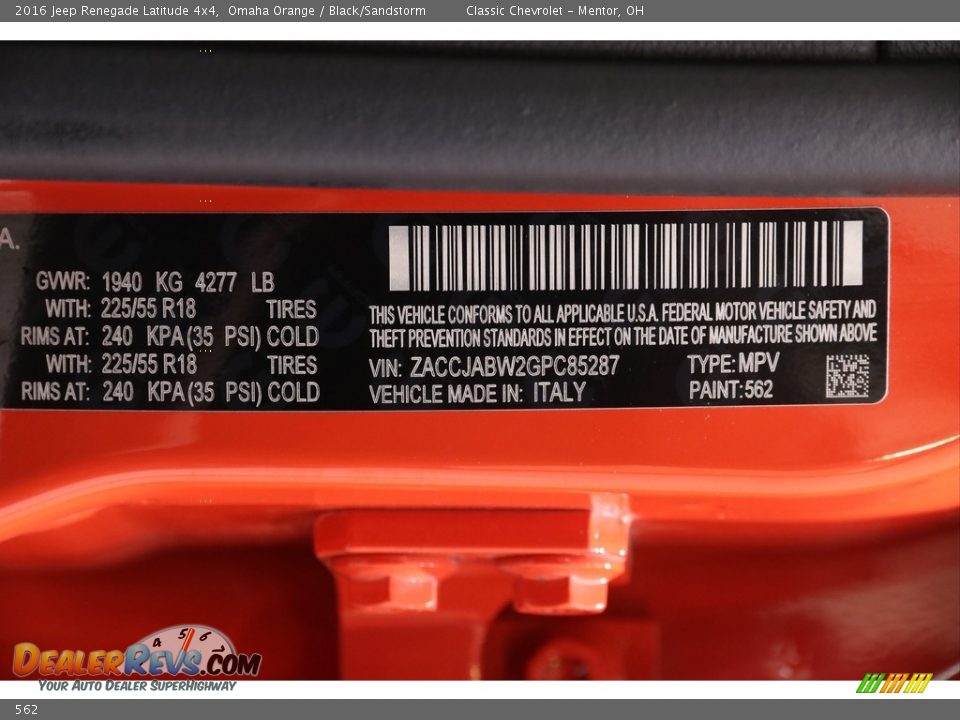 2016 Jeep Renegade Latitude 4x4, Omaha Orange / Black/Sandstorm Classic Chevrolet – Mentor, OH
A.
GVWR: 1940 KG 4277 LB
WITH: 225/55 R18 TIRES
RIMS AT: 240 KPA(35 PSI) COLD
WITH: 225/55 R18 TIRES
RIMS AT: 240 KPA(35 PSI) COLD
THIS VEHICLE CONFORMS TO ALL APPLICABLE U.S.A. FEDERAL MOTOR VEHICLE SAFETY AND
THEFT PREVENTION STANDARDS IN EFFECT ON THE DATE OF MANUFACTURE SHOWN ABOVE
VIN: ZACCJABW2GPC85287 TYPE: MPV
VEHICLE MADE IN: ITALY PAINT: 562
4 5 6
DEALERREVS.COM
YOUR AUTO DEALER SUPERHIGHWAY
562